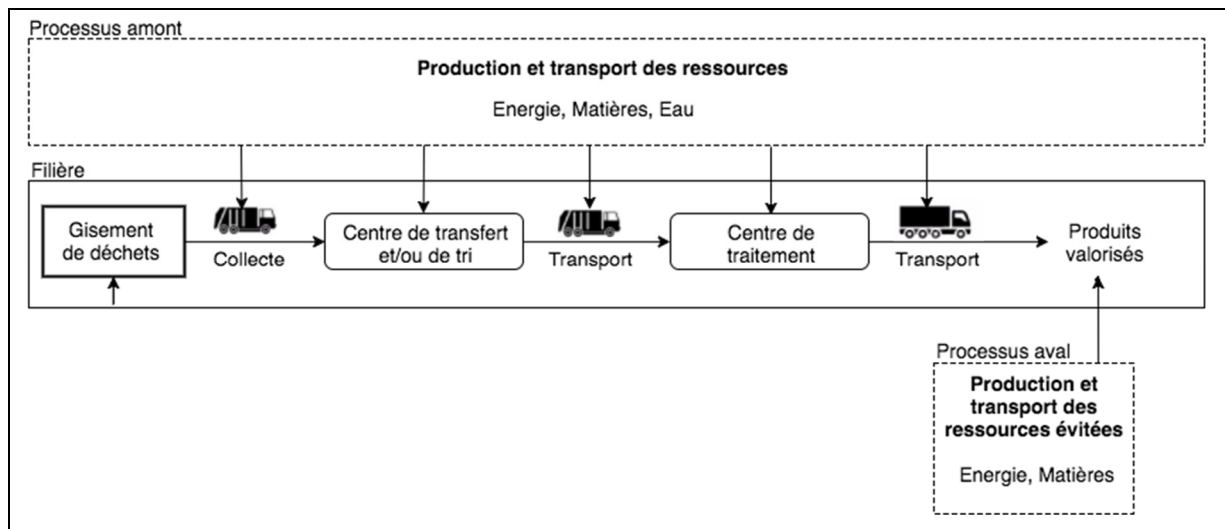 Processus amont
Production et transport des ressources
Energie, Matières, Eau
Filière
Gisement
de déchets
Collecte
Centre de transfert
et/ou de tri
Transport
Centre de
traitement
Transport
Produits
valorisés
Processus aval
Production et
transport des
ressources évitées
Energie, Matières